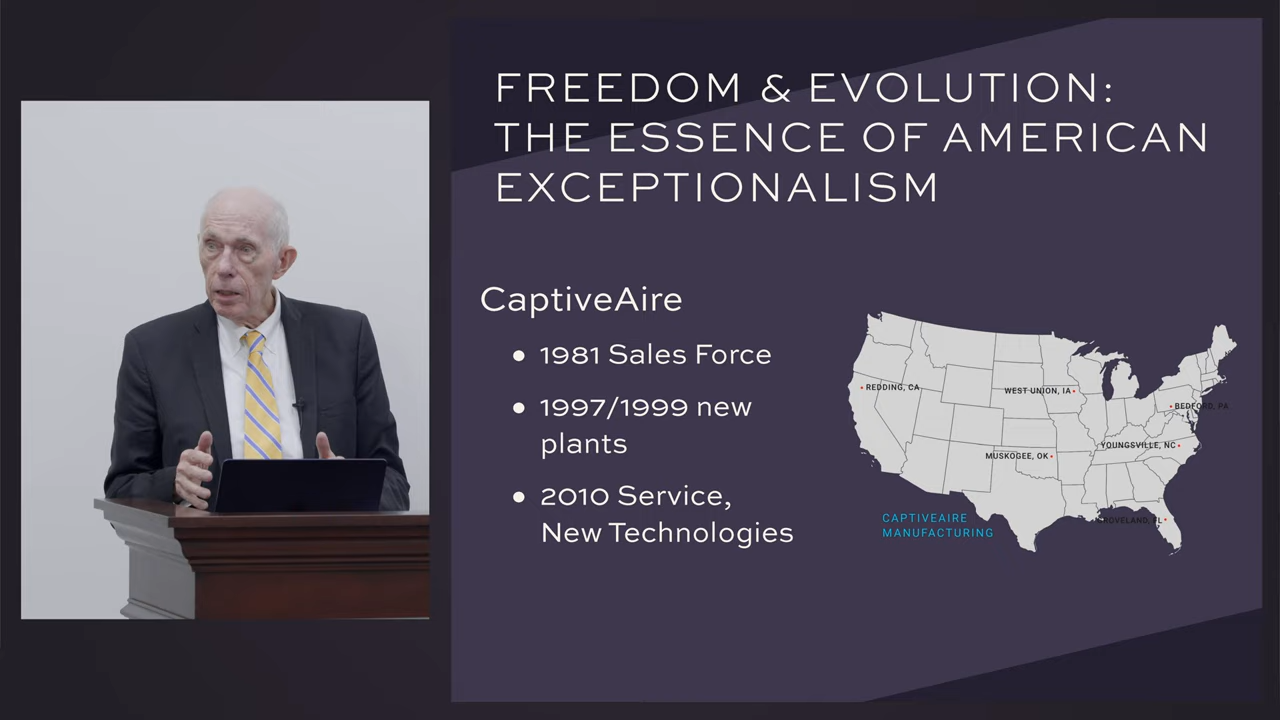 FREEDOM & EVOLUTION:
THE ESSENCE OF AMERICAN
EXCEPTIONALISM
CaptiveAire
• 1981 Sales Force
• 1997/1999 new
plants
• 2010 Service,
New Technologies
REDDING, CA
WEST UNION, IA
BEDFORD, PA
YOUNGSVILLE, NC
MUSKOGEE, OK
GROVELAND, FL
CAPTIVEAIRE
MANUFACTURING